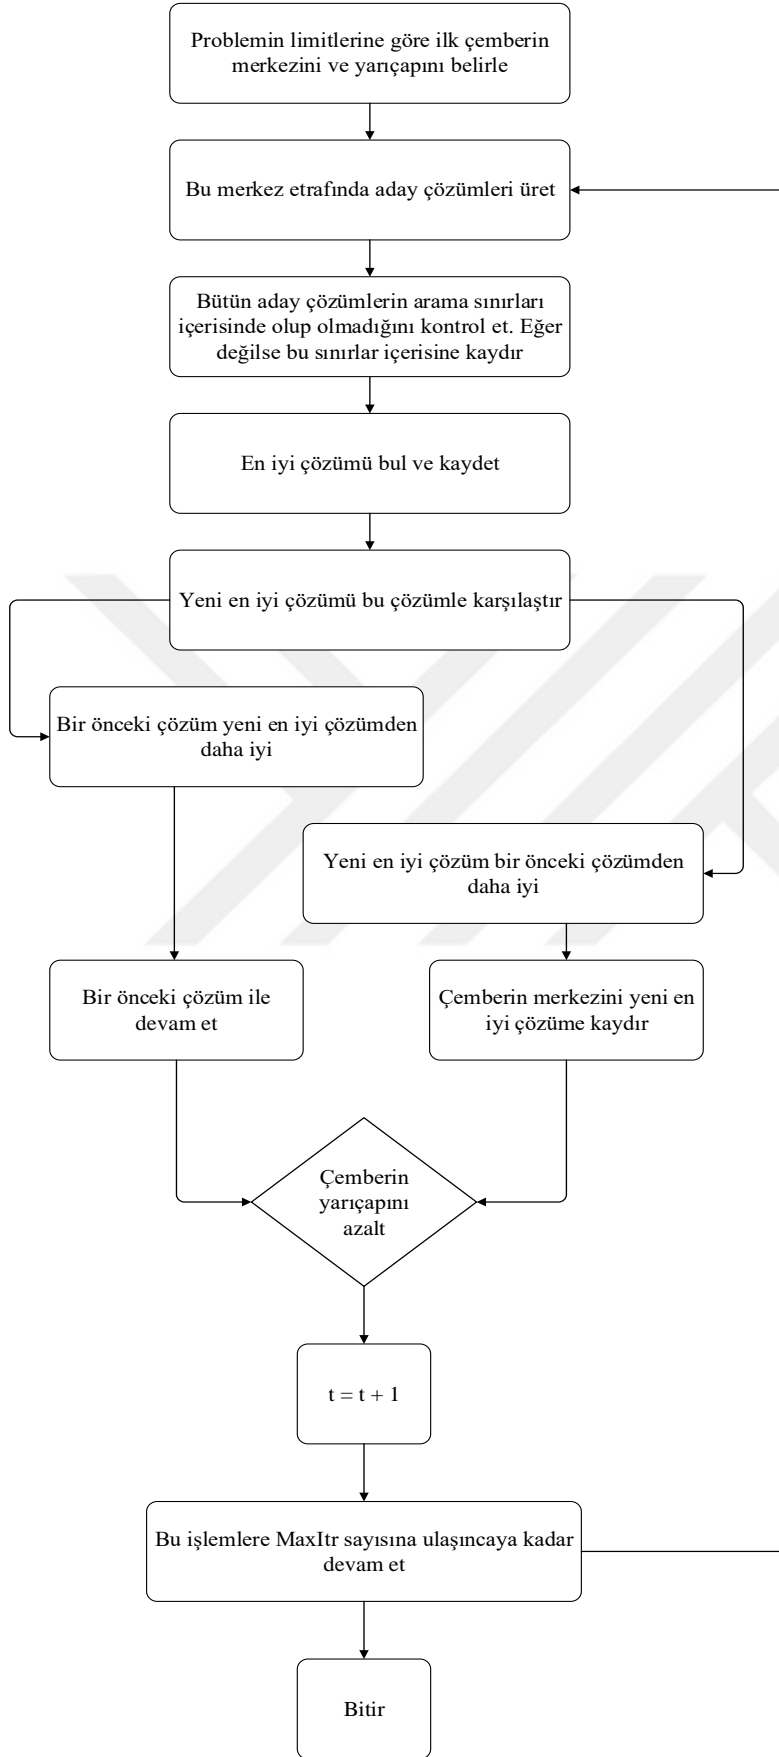 Problemin limitlerine göre ilk çemberin
merkezini ve yarıçapını belirle
Bu merkez etrafında aday çözümleri üret
Bütün aday çözümlerin arama sınırları
içerisinde olup olmadığını kontrol et. Eğer
değilse bu sınırlar içerisine kaydır
En iyi çözümü bul ve kaydet
Yeni en iyi çözümü bu çözümle karşılaştır
Bir önceki çözüm yeni en iyi çözümden
daha iyi
Yeni en iyi çözüm bir önceki çözümden
daha iyi
Bir önceki çözüm ile
devam et
Çemberin merkezini yeni en
iyi çözüme kaydır
Çemberin
yarıçapını
azalt
t = t + 1
Bu işlemlere MaxItr sayısına ulaşıncaya kadar
devam et
Bitir